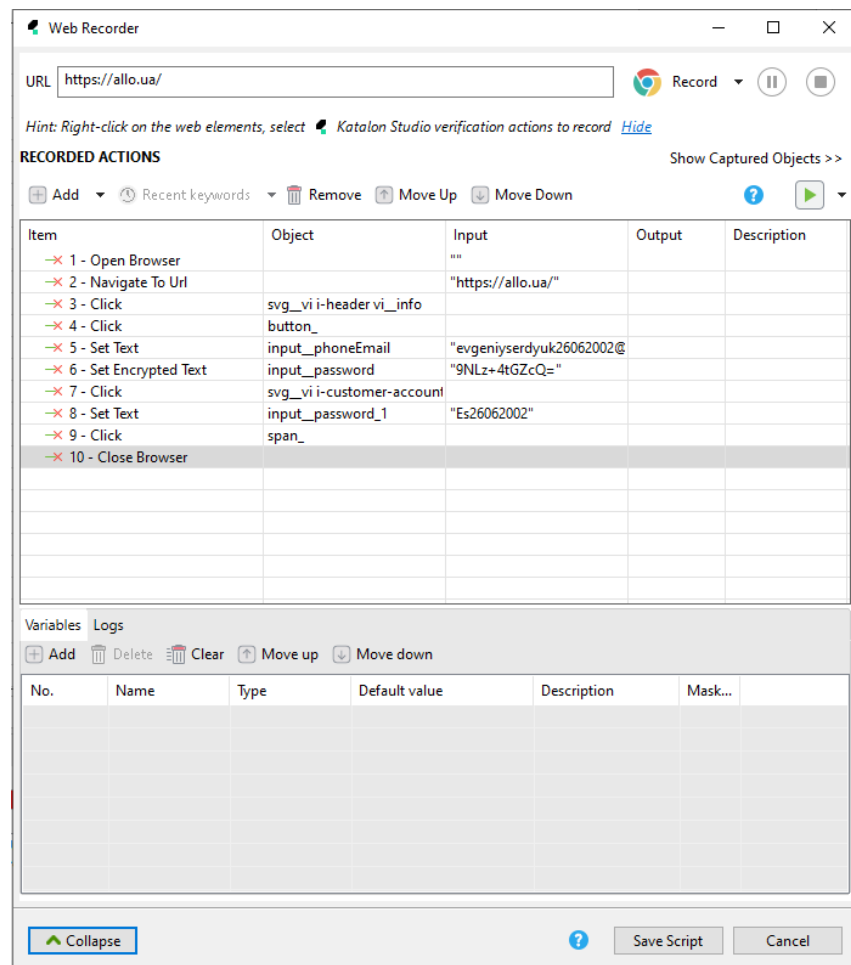 Web Recorder
URL https://allo.ua/ Record
Hint: Right-click on the web elements, select Katalon Studio verification actions to record Hide
RECORDED ACTIONS Show Captured Objects >>
Add Recent keywords Remove Move Up Move Down ?
Item Object Input Output Description
1 - Open Browser ""
2 - Navigate To Url "https://allo.ua/"
3 - Click svg__vi i-header vi__info
4 - Click button_
5 - Set Text input__phoneEmail "evgeniyserdyuk26062002@
6 - Set Encrypted Text input__password "9NLz+4tGZcQ="
7 - Click svg__vi i-customer-account
8 - Set Text input__password_1 "Es26062002"
9 - Click span_
10 - Close Browser
Variables Logs
Add Delete Clear Move up Move down
No. Name Type Default value Description Mask...
Collapse ? Save Script Cancel